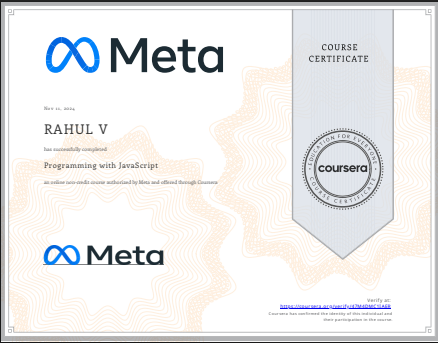 Meta
COURSE
CERTIFICATE
Nov 11, 2024
RAHUL V
has successfully completed
Programming with JavaScript
an online non-credit course authorized by Meta and offered through Coursera
EDUCATION FOR EVERYONE
coursera
COURSE CERTIFICATE
Meta
Verify at:
https://coursera.org/verify/
Coursera has confirmed the identity of this individual and
their participation in the course.